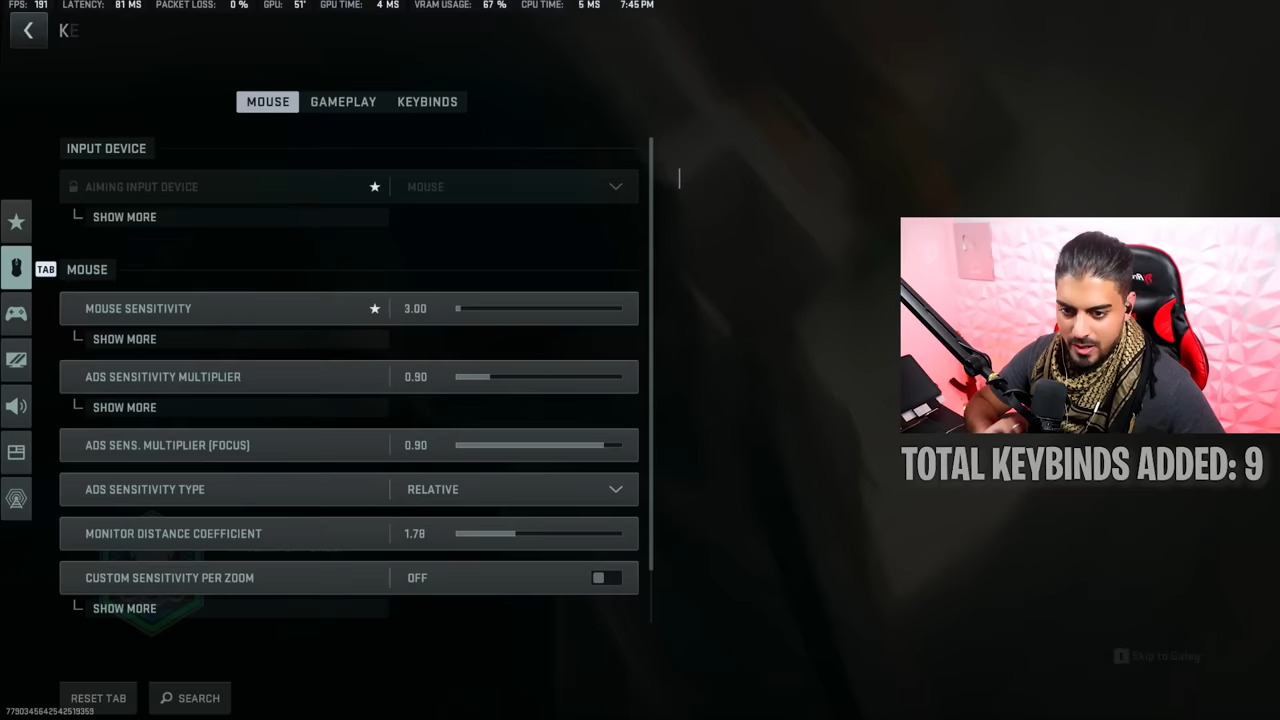 FPS: 191 LATENCY: 81 MS PACKET LOSS: 0 % GPU: 51° GPU TIME: 4 MS VRAM USAGE: 67 % CPU TIME: 5 MS 7:45 PM
KE
MOUSE GAMEPLAY KEYBINDS
INPUT DEVICE
AIMING INPUT DEVICE MOUSE
SHOW MORE
TAB MOUSE
MOUSE SENSITIVITY 3.00
SHOW MORE
ADS SENSITIVITY MULTIPLIER 0.90
SHOW MORE
ADS SENS. MULTIPLIER (FOCUS) 0.90
TOTAL KEYBINDS ADDED: 9
ADS SENSITIVITY TYPE RELATIVE
MONITOR DISTANCE COEFFICIENT 1.78
CUSTOM SENSITIVITY PER ZOOM OFF
SHOW MORE
Skip to
RESET TAB SEARCH
7790345642542519359